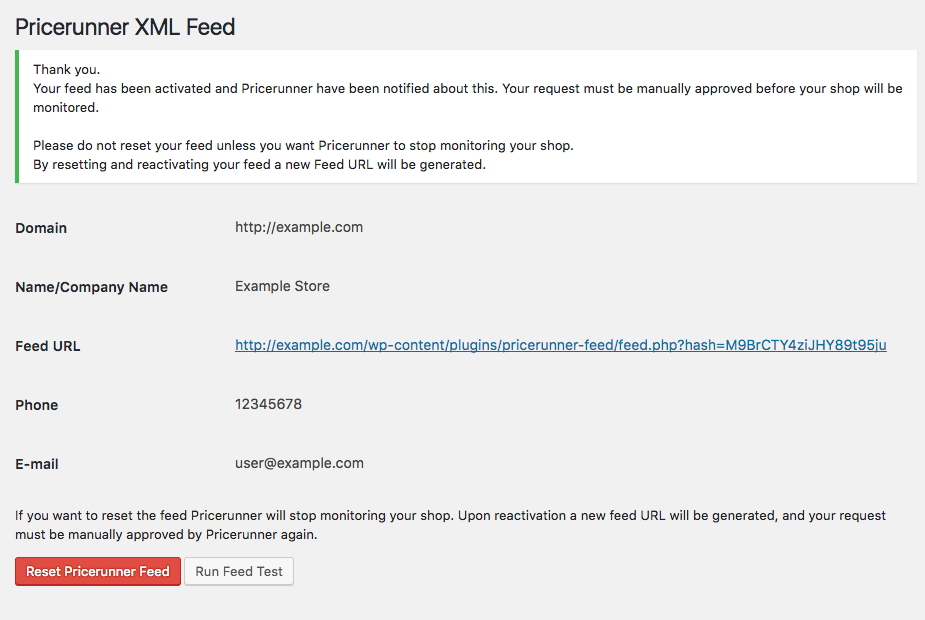 Pricerunner XML Feed
Thank you.
Your feed has been activated and Pricerunner have been notified about this. Your request must be manually approved before your shop will be
monitored.
Please do not reset your feed unless you want Pricerunner to stop monitoring your shop.
By resetting and reactivating your feed a new Feed URL will be generated.
Domain http://example.com
Name/Company Name Example Store
Feed URL http://example.com/wp-content/plugins/pricerunner-feed/feed.php?hash=M9BrCTY4ziJHY89t95ju
Phone 12345678
E-mail user@example.com
If you want to reset the feed Pricerunner will stop monitoring your shop. Upon reactivation a new feed URL will be generated, and your request
must be manually approved by Pricerunner again.
Reset Pricerunner Feed Run Feed Test